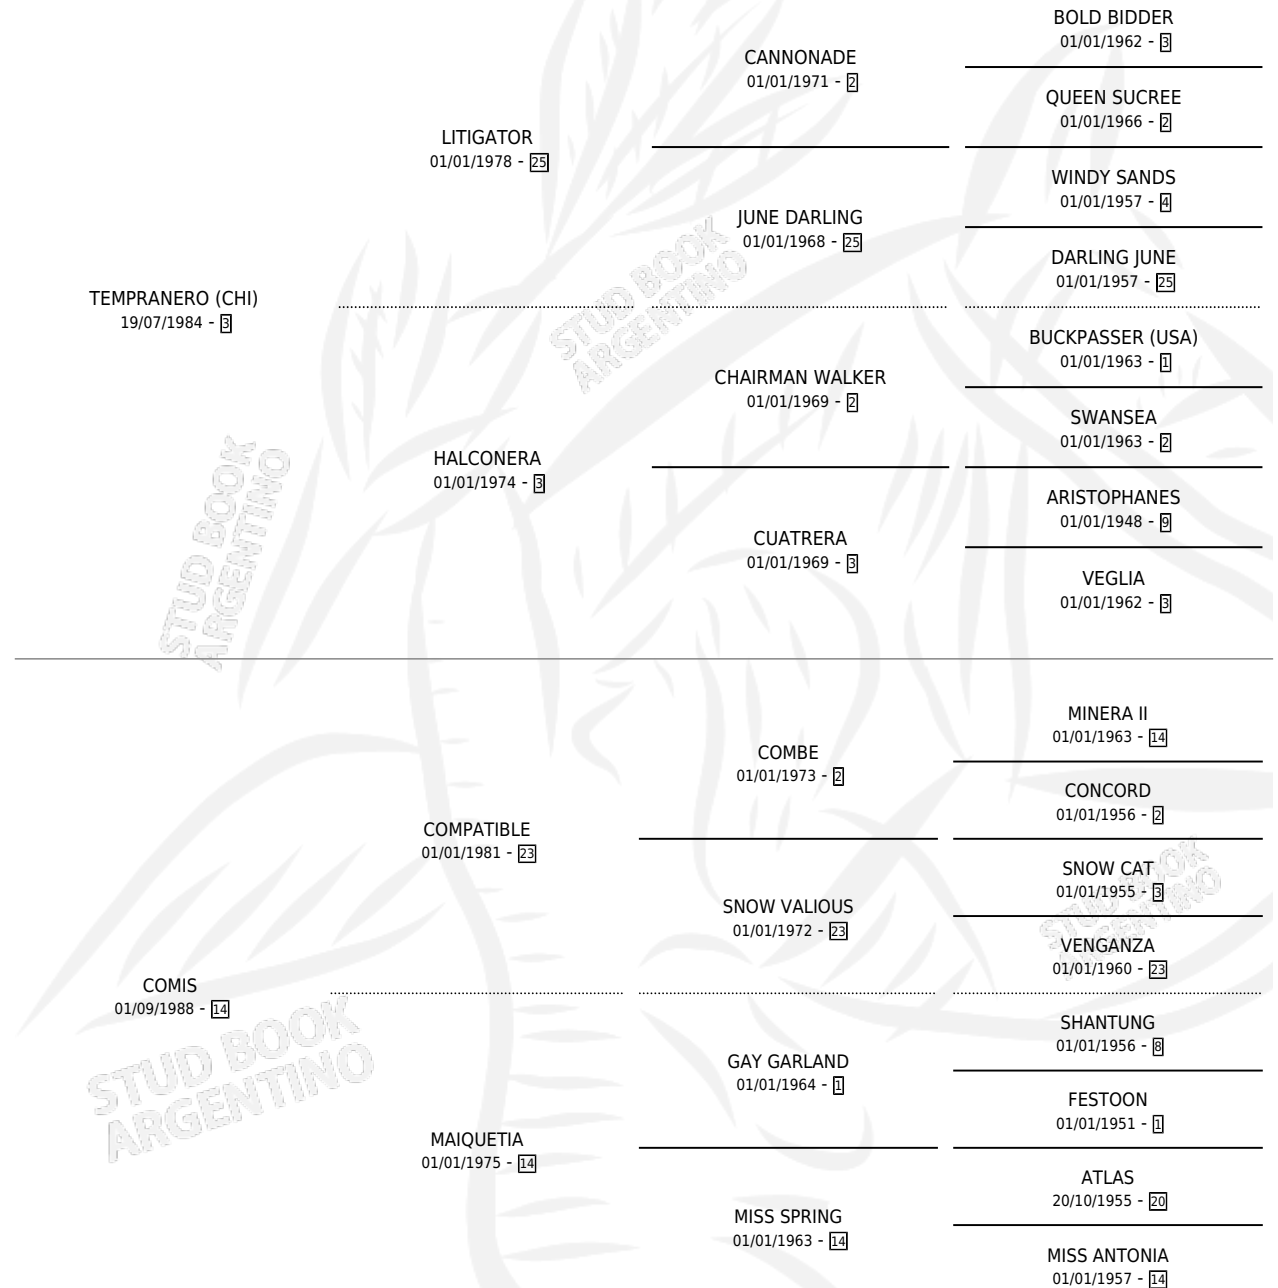 BOLD BIDDER
01/01/1962 - 3
CANNONADE
01/01/1971 - 2
QUEEN SUCREE
01/01/1966 - 2
LITIGATOR
01/01/1978 - 25
WINDY SANDS
01/01/1957 - 4
JUNE DARLING
01/01/1968 - 25
DARLING JUNE
01/01/1957 - 25
TEMPRANERO (CHI)
19/07/1984 - 3
STUD BOOK
ARGENTINO
BUCKPASSER (USA)
01/01/1963 - 1
CHAIRMAN WALKER
01/01/1969 - 2
SWANSEA
01/01/1963 - 2
HALCONERA
01/01/1974 - 3
ARISTOPHANES
01/01/1948 - 9
CUATRERA
01/01/1969 - 3
VEGLIA
01/01/1962 - 3
STUD BOOK
ARGENTINO
MINERA II
01/01/1963 - 14
COMBE
01/01/1973 - 2
CONCORD
01/01/1956 - 2
COMPATIBLE
01/01/1981 - 23
SNOW CAT
01/01/1955 - 3
SNOW VALIOUS
01/01/1972 - 23
VENGANZA
01/01/1960 - 23
STUD BOOK
ARGENTINO
COMIS
01/09/1988 - 14
SHANTUNG
01/01/1956 - 8
GAY GARLAND
01/01/1964 - 1
FESTOON
01/01/1951 - 1
STUD BOOK
ARGENTINO
MAIQUETIA
01/01/1975 - 14
ATLAS
20/10/1955 - 20
MISS SPRING
01/01/1963 - 14
MISS ANTONIA
01/01/1957 - 14